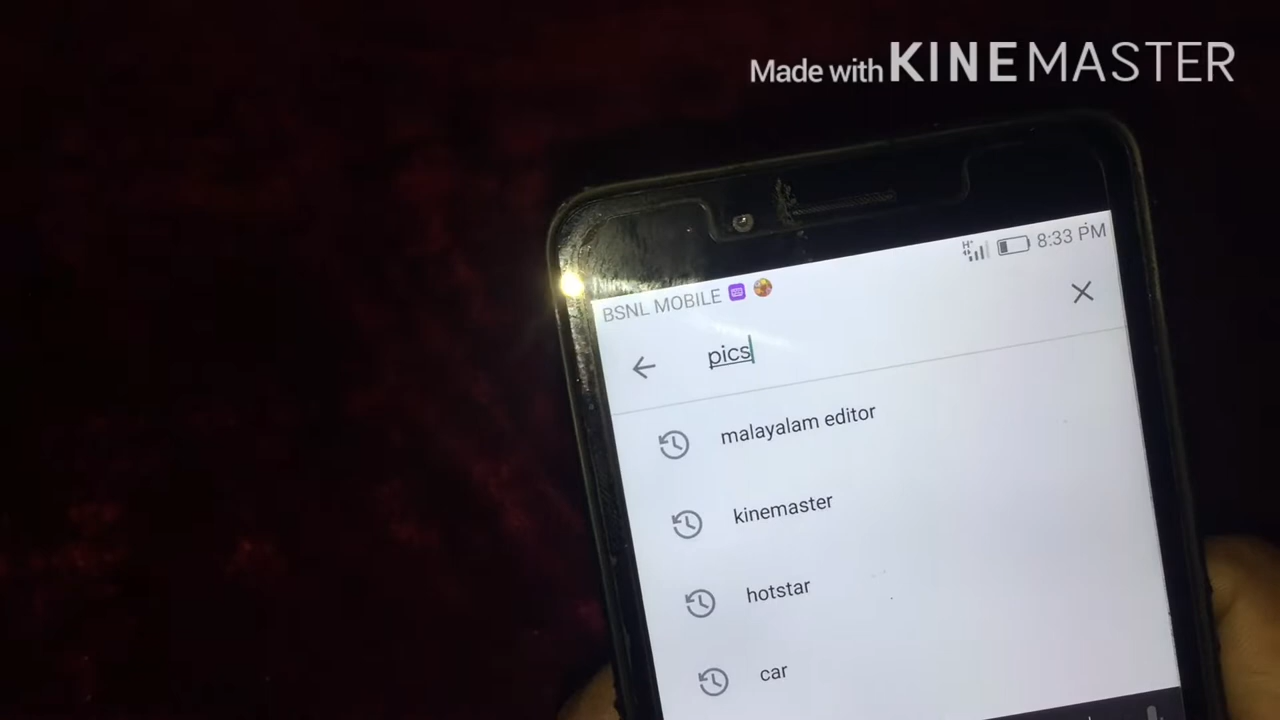 Made with KINEMASTER
8:33 PM
BSNL MOBILE
pics
malayalam editor
kinemaster
hotstar
car